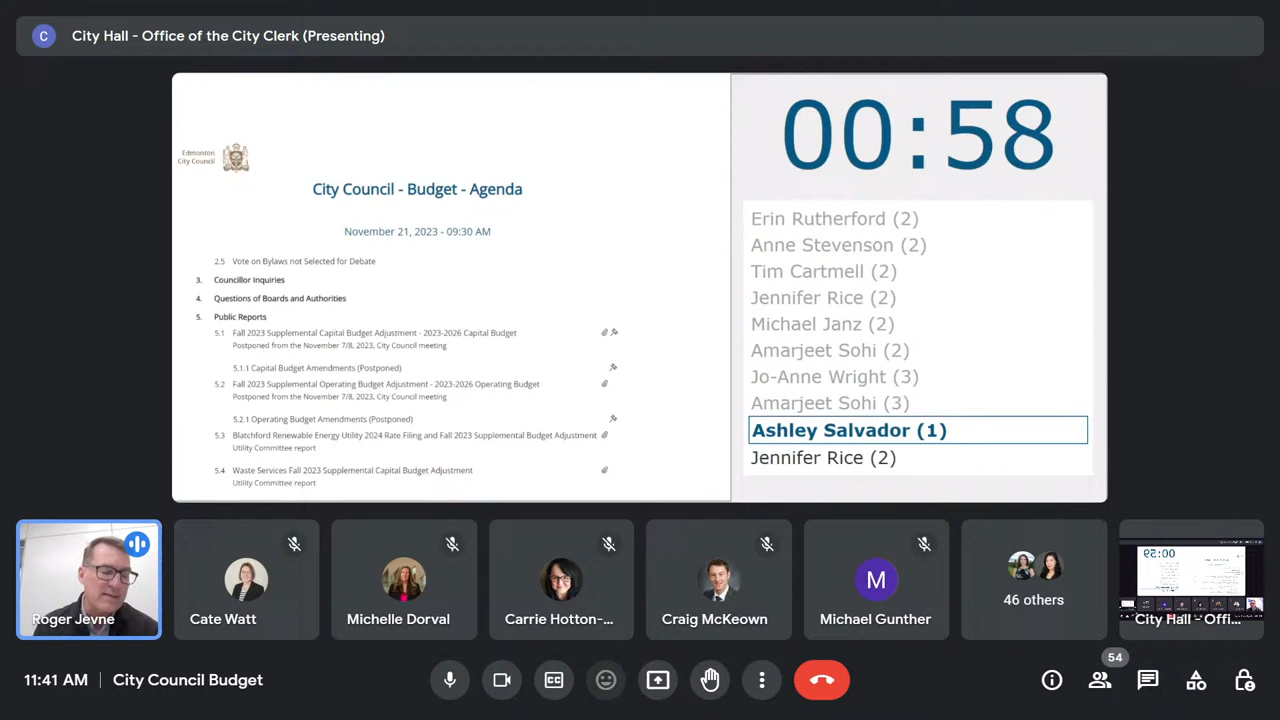 C
City Hall - Office of the City Clerk (Presenting)
Edmonton
City Council
City Council - Budget - Agenda
November 21, 2023 - 09:30 AM
2.5 Vote on Bylaws not Selected for Debate
3. Councillor Inquiries
4. Questions of Boards and Authorities
5. Public Reports
5.1 Fall 2023 Supplemental Capital Budget Adjustment - 2023-2026 Capital Budget
Postponed from the November 7/8, 2023, City Council meeting
5.1.1 Capital Budget Amendments (Postponed)
5.2 Fall 2023 Supplemental Operating Budget Adjustment - 2023-2026 Operating Budget
Postponed from the November 7/8, 2023, City Council meeting
5.2.1 Operating Budget Amendments (Postponed)
5.3 Blatchford Renewable Energy Utility 2024 Rate Filing and Fall 2023 Supplemental Budget Adjustment
Utility Committee report
5.4 Waste Services Fall 2023 Supplemental Capital Budget Adjustment
Utility Committee report
00:58
Erin Rutherford (2)
Anne Stevenson (2)
Tim Cartmell (2)
Jennifer Rice (2)
Michael Janz (2)
Amarjeet Sohi (2)
Jo-Anne Wright (3)
Amarjeet Sohi (3)
Ashley Salvador (1)
Jennifer Rice (2)
Roger Jevne
Cate Watt
Michelle Dorval
Carrie Hotton-...
Craig McKeown
M
Michael Gunther
46 others
00:59
City Hall - Offi...
11:41 AM | City Council Budget
54